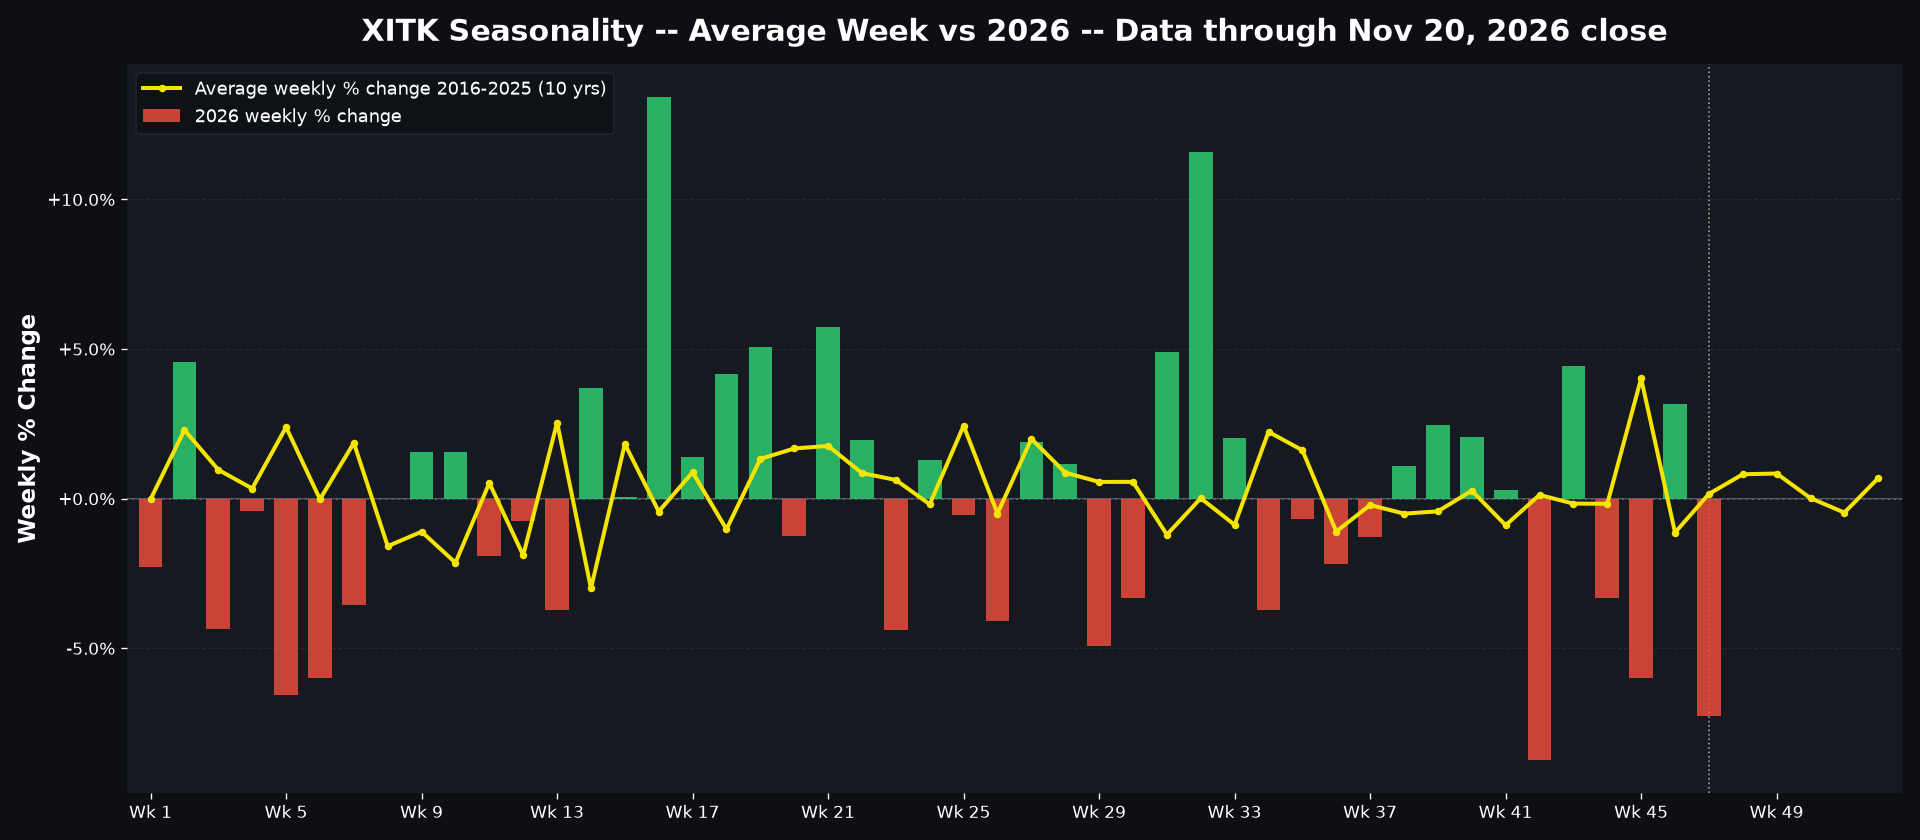 XITK Seasonality -- Average Week vs 2026 -- Data through Nov 20, 2026 close
Average weekly % change 2016-2025 (10 yrs)
2026 weekly % change
Weekly % Change
+10.0%
+5.0%
+0.0%
-5.0%
Wk 1 Wk 5 Wk 9 Wk 13 Wk 17 Wk 21 Wk 25 Wk 29 Wk 33 Wk 37 Wk 41 Wk 45 Wk 49